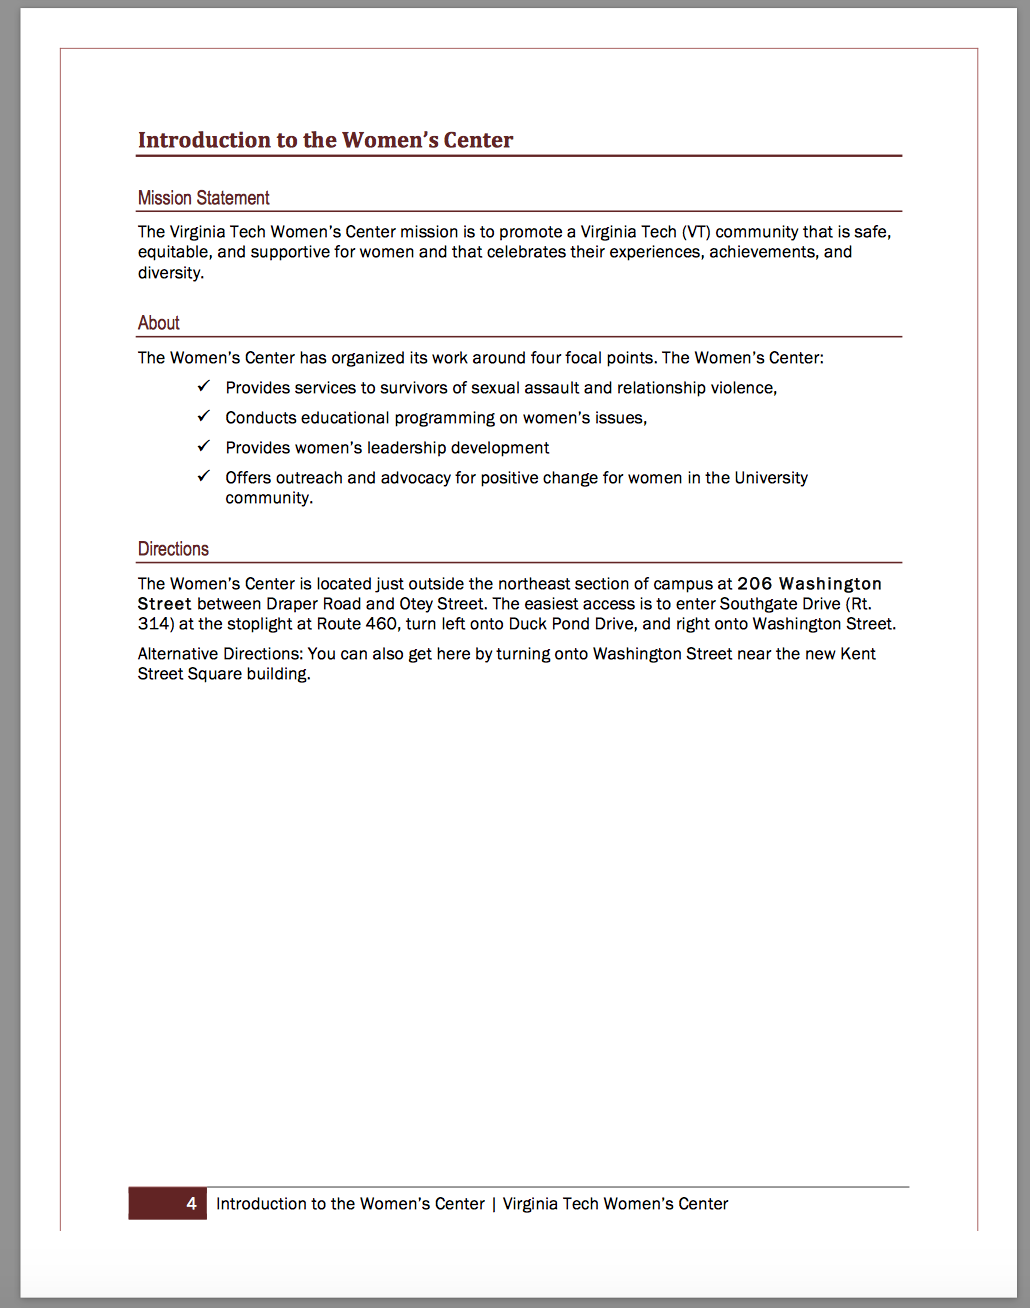 Introduction to the Women’s Center
Mission Statement
The Virginia Tech Women’s Center mission is to promote a Virginia Tech (VT) community that is safe,
equitable, and supportive for women and that celebrates their experiences, achievements, and
diversity.
About
The Women’s Center has organized its work around four focal points. The Women’s Center:
✓ Provides services to survivors of sexual assault and relationship violence,
✓ Conducts educational programming on women’s issues,
✓ Provides women’s leadership development
✓ Offers outreach and advocacy for positive change for women in the University
community.
Directions
The Women’s Center is located just outside the northeast section of campus at 206 Washington
Street between Draper Road and Otey Street. The easiest access is to enter Southgate Drive (Rt.
314) at the stoplight at Route 460, turn left onto Duck Pond Drive, and right onto Washington Street.
Alternative Directions: You can also get here by turning onto Washington Street near the new Kent
Street Square building.
4 Introduction to the Women’s Center | Virginia Tech Women’s Center